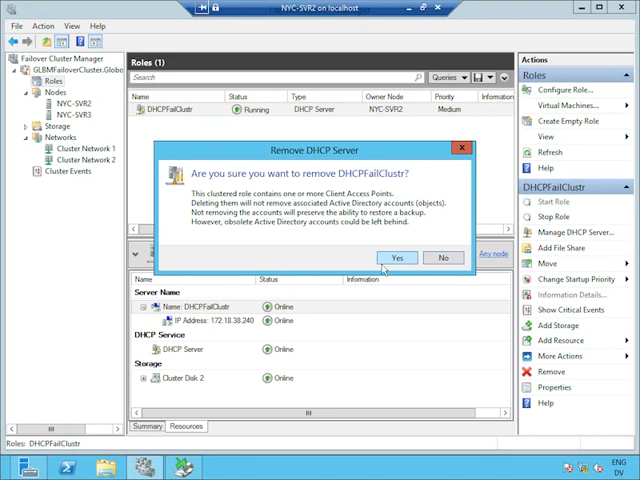 NYC-SVR2 on localhost
File Action View Help
Failover Cluster Manager
GLBMFailoverCluster.Globo
Roles
Nodes
NYC-SVR2
NYC-SVR3
Storage
Networks
Cluster Network 1
Cluster Network 2
Cluster Events
Roles (1)
Search
Queries
Name Status Type Owner Node Priority Information
DHCPFailClustr Running DHCP Server NYC-SVR2 Medium
Remove DHCP Server
Are you sure you want to remove DHCPFailClustr?
This clustered role contains one or more Client Access Points.
Deleting them will not remove associated Active Directory accounts (objects).
Not removing the accounts will preserve the ability to restore a backup.
However, obsolete Active Directory accounts could be left behind.
Yes No
Any node
Name Status Information
Server Name
Name: DHCPFailClustr Online
IP Address: 172.18.38.240 Online
DHCP Service
DHCP Server Online
Storage
Cluster Disk 2 Online
Summary Resources
Actions
Roles
Configure Role...
Virtual Machines...
Create Empty Role
View
Refresh
Help
DHCPFailClustr
Start Role
Stop Role
Manage DHCP Server...
Add File Share
Move
Change Startup Priority
Information Details...
Show Critical Events
Add Storage
Add Resource
More Actions
Remove
Properties
Help
Roles: DHCPFailClustr
ENG
DV